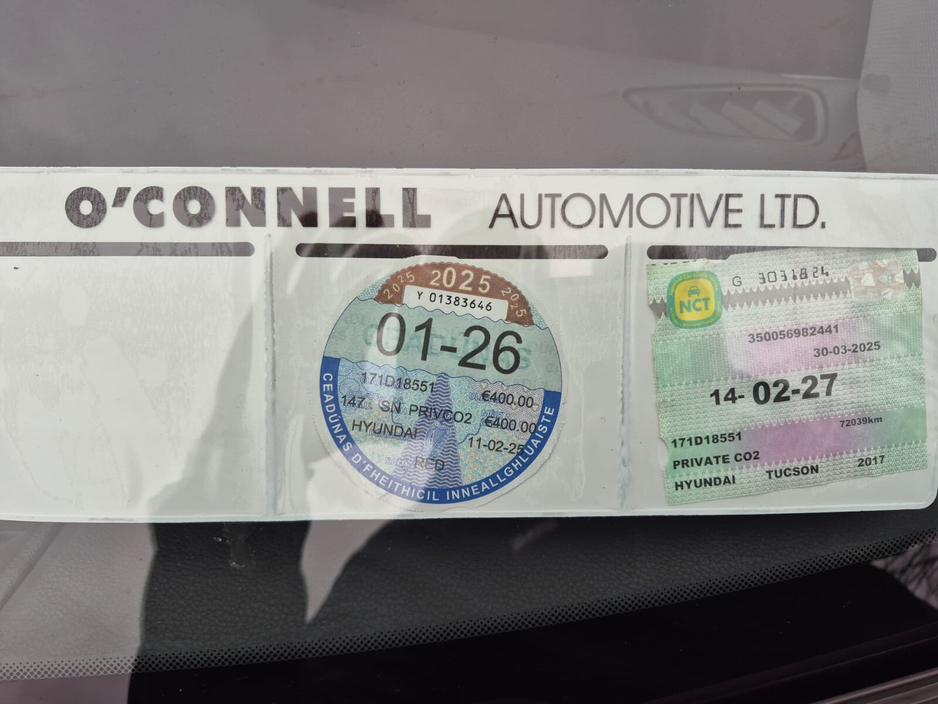 O'CONNELL AUTOMOTIVE LTD.
2025 2025 2025
Y 01383646
01-26
171D18551 €400.00
147 SN PRIVCO2 €400.00
HYUNDAI 11-02-25
RED
CEADÚNAS D'FHEITHICIL INNEALLGHLUAISTE
NCT
G 3031824
350056982441
30-03-2025
14-02-27
72039km
171D18551
PRIVATE CO2
HYUNDAI TUCSON 2017